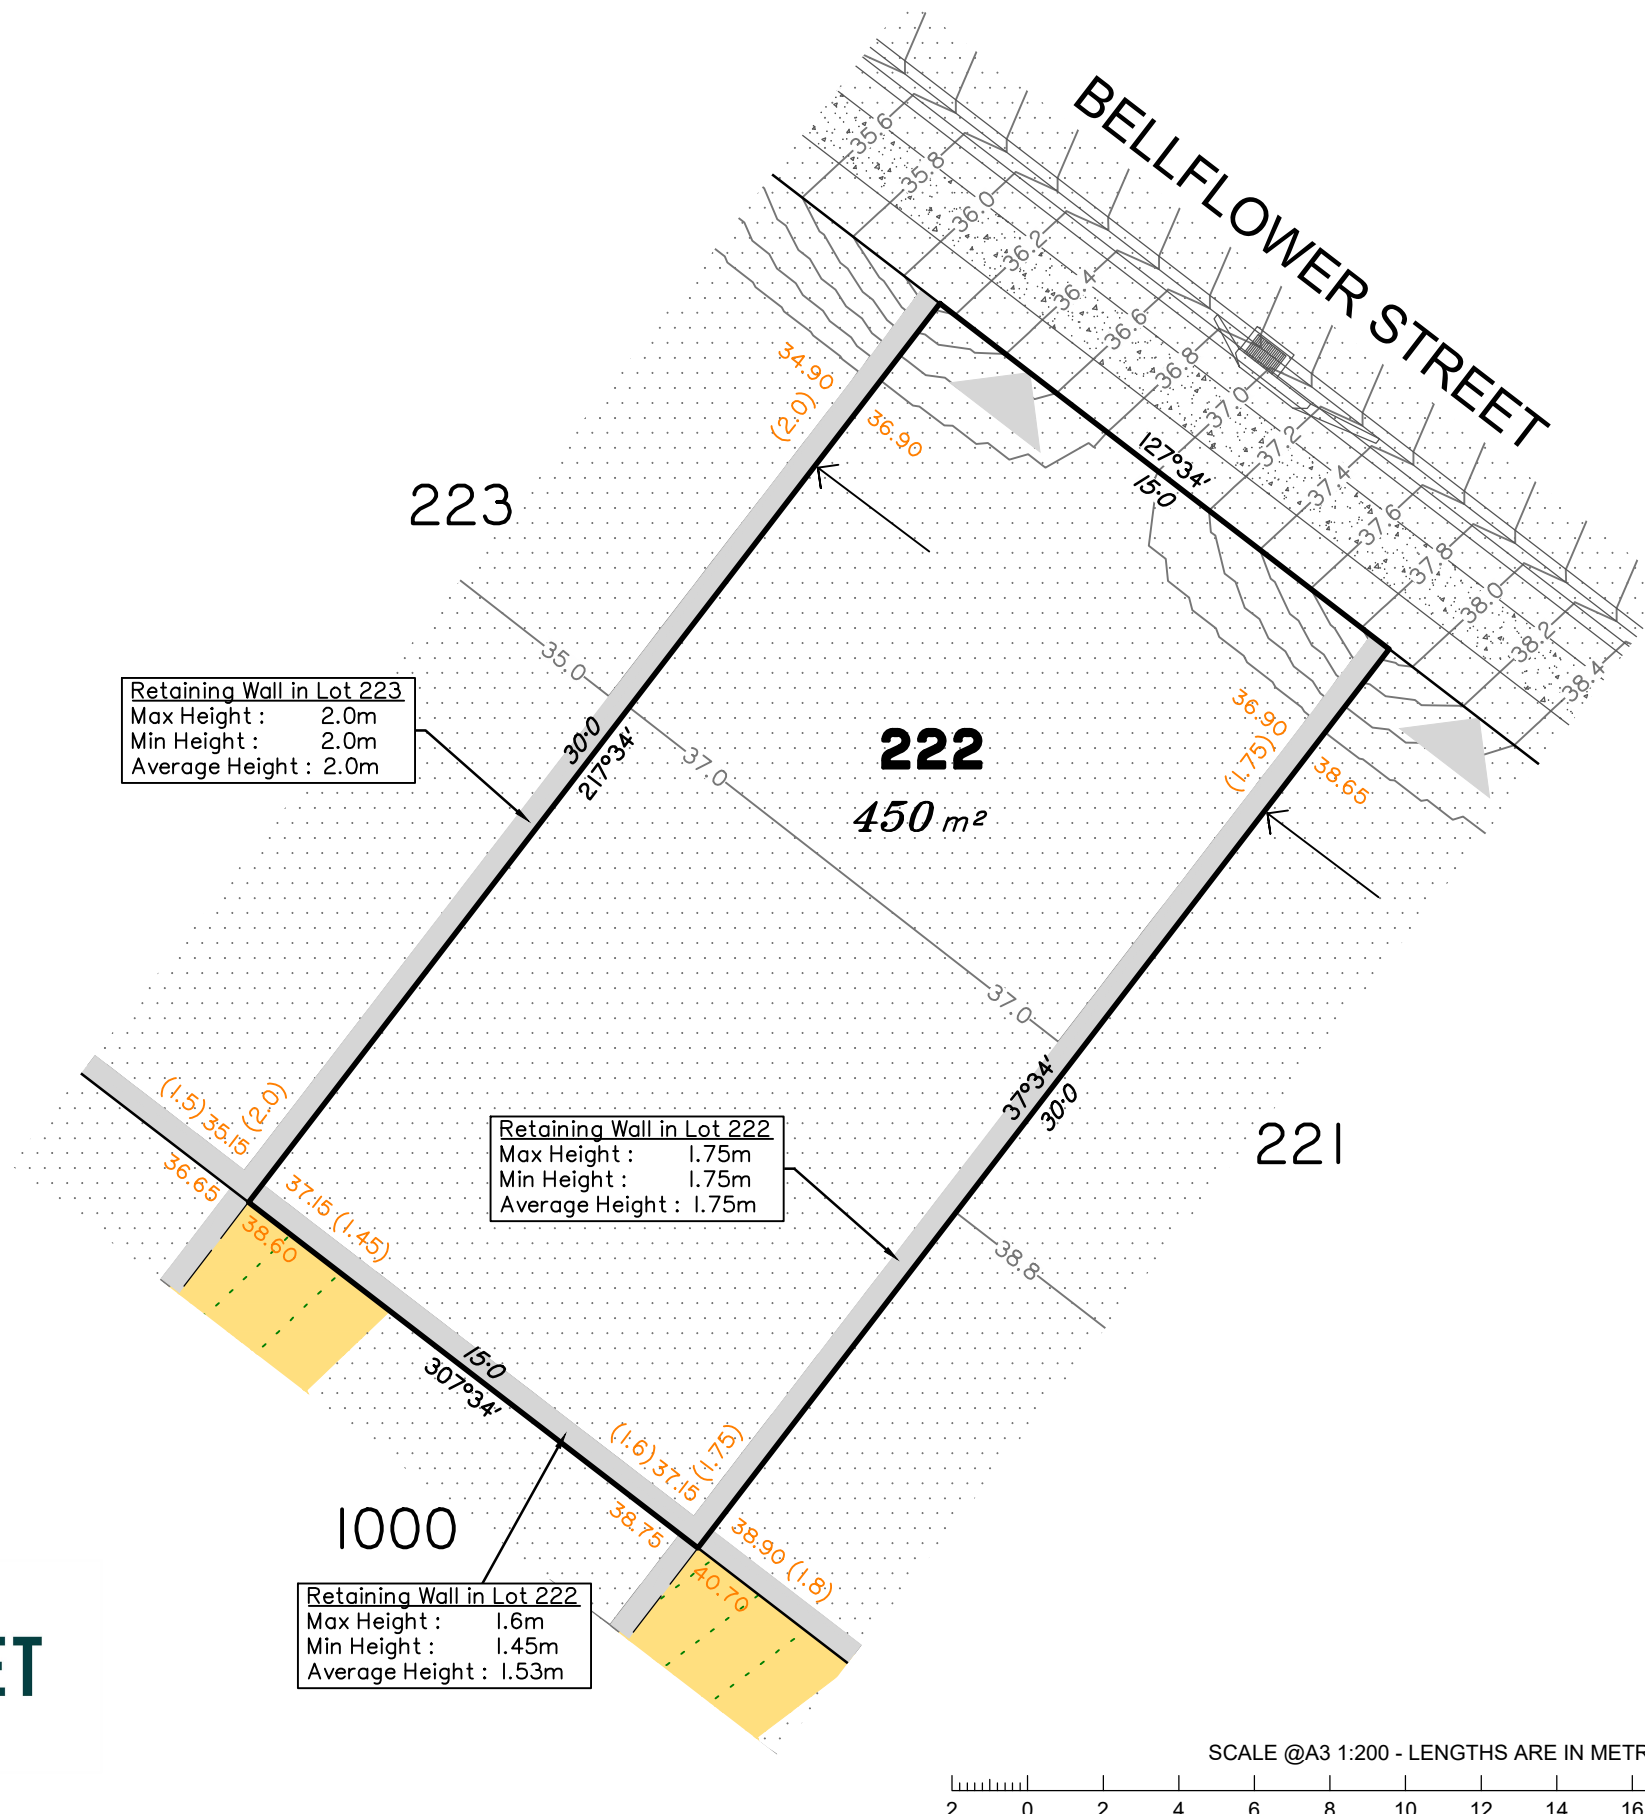 BELLFLOWER STREET
35.6
35.8
36.0
36.2
36.4
36.6
36.8
37.0
37.2
37.4
37.6
37.8
38.0
38.2
38.4
34.90
(2.0)
36.90
127°34'
15·0
223
35.0
Retaining Wall in Lot 223
Max Height : 2.0m
Min Height : 2.0m
Average Height : 2.0m
30·0
217°34'
37.0
222
450 m²
36.90
(1.75)
38.65
37.0
37°34'
30·0
221
(1.5) 35.15
(2.0)
36.65
37.15 (1.45)
38.60
Retaining Wall in Lot 222
Max Height : 1.75m
Min Height : 1.75m
Average Height : 1.75m
38.8
15·0
307°34'
(1.6) 37.15
(1.75)
38.75
38.90 (1.8)
40.70
1000
Retaining Wall in Lot 222
Max Height : 1.6m
Min Height : 1.45m
Average Height : 1.53m
ET
SCALE @A3 1:200 - LENGTHS ARE IN METR
2 0 2 4 6 8 10 12 14 16